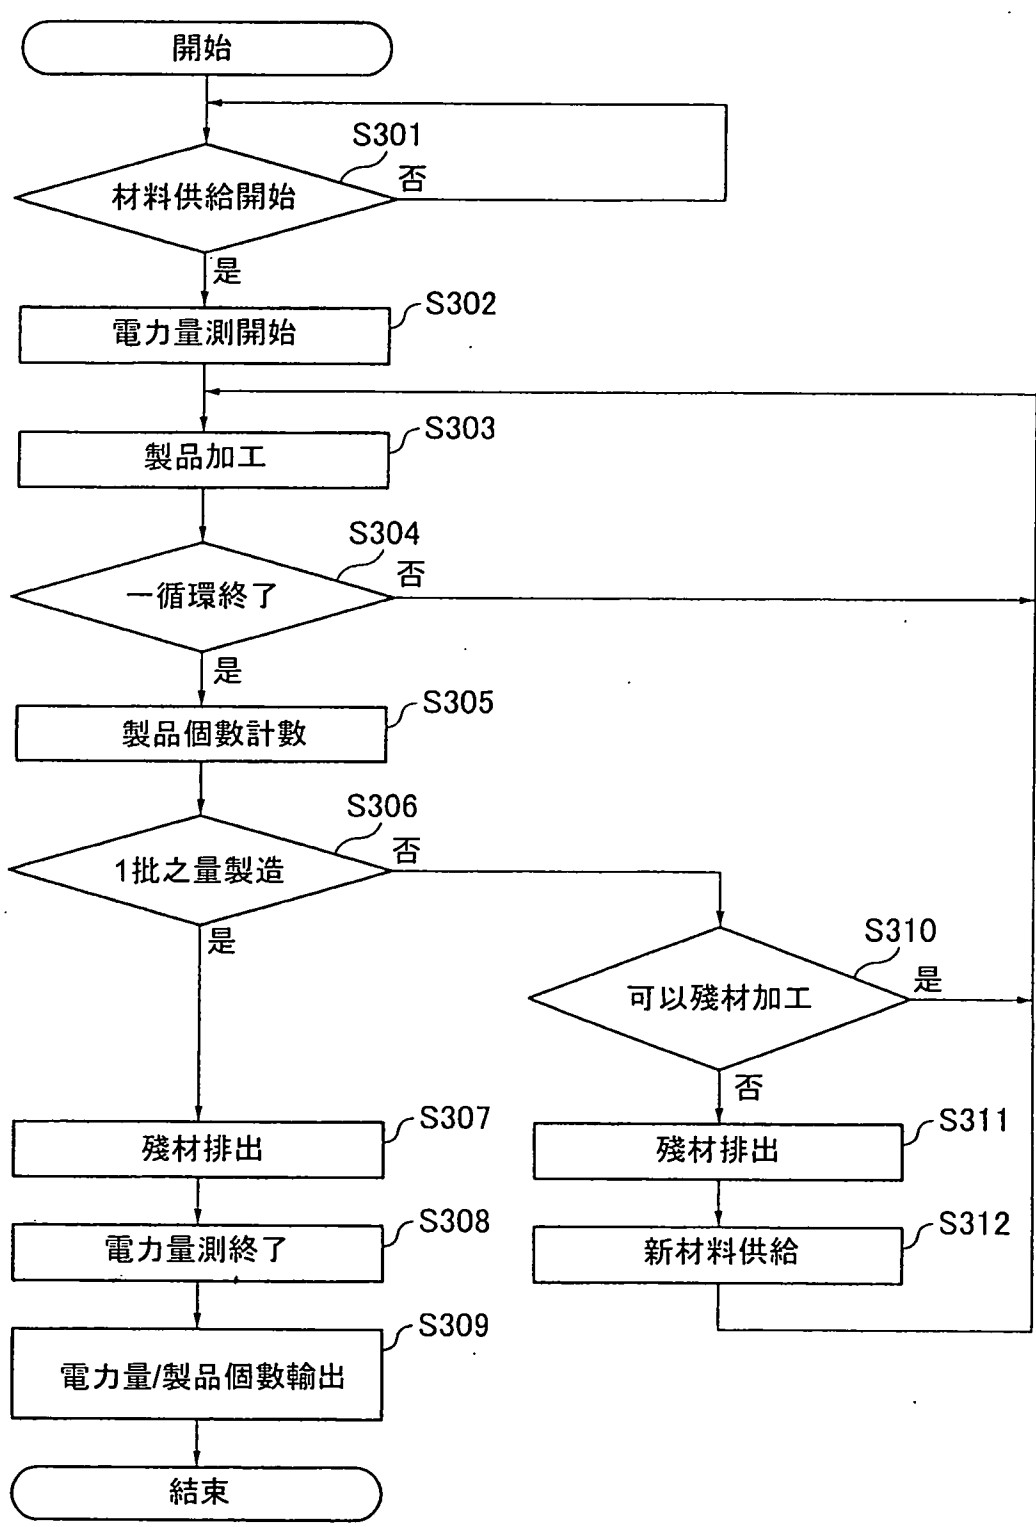 開始
S301
材料供給開始
否
是
S302
電力量測開始
S303
製品加工
S304
一循環終了
否
是
S305
製品個數計數
S306
1批之量製造
否
是
S310
可以殘材加工
是
否
S307
殘材排出
S311
殘材排出
S308
電力量測終了
S312
新材料供給
S309
電力量/製品個數輸出
結束